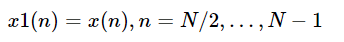 x1(n) = x(n), n = N/2, . . . , N − 1